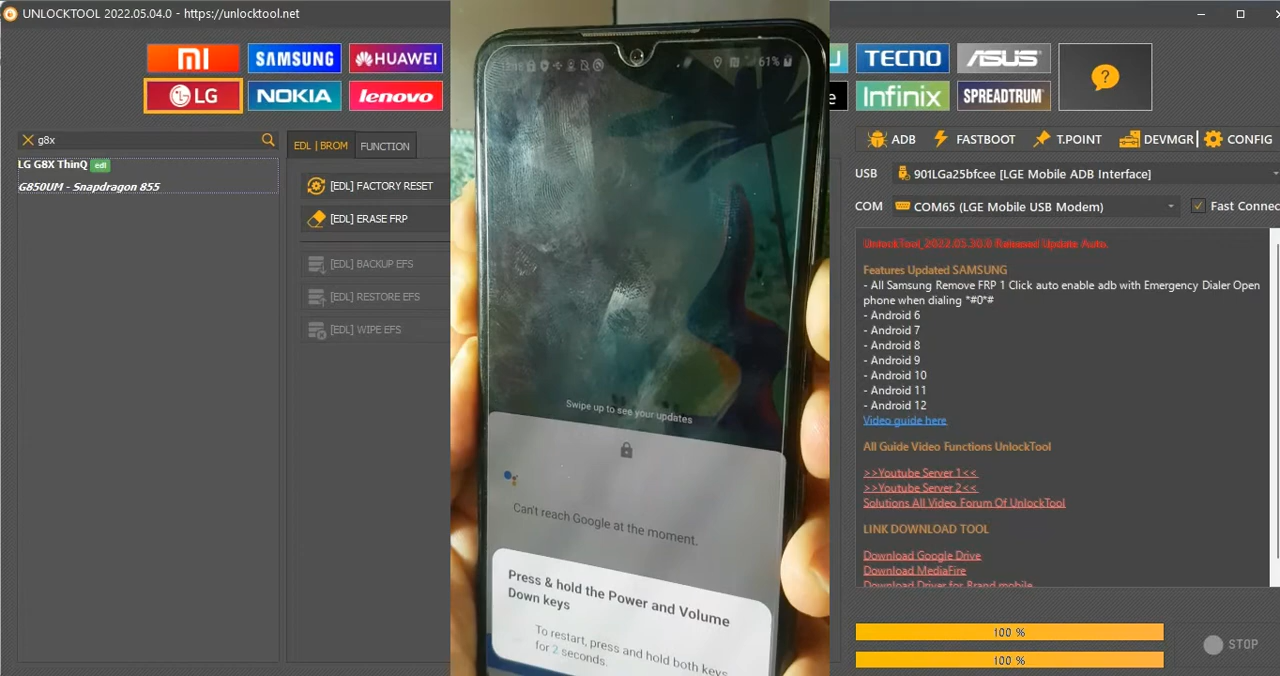 UNLOCKTOOL 2022.05.04.0 - https://unlocktool.net
mi SAMSUNG HUAWEI
TECNO ASUS
LG NOKIA lenovo
Infinix SPREADTRUM
?
g8x
LG G8X ThinQ edl
G850UM - Snapdragon 855
EDL | BROM FUNCTION
[EDL] FACTORY RESET
[EDL] ERASE FRP
[EDL] BACKUP EFS
[EDL] RESTORE EFS
[EDL] WIPE EFS
61%
Swipe up to see your updates
Can't reach Google at the moment.
Press & hold the Power and Volume
Down keys
To restart, press and hold both keys
for 2 seconds.
ADB FASTBOOT T.POINT DEVMGR CONFIG
USB 901LGa25bfcee [LGE Mobile ADB Interface]
COM COM65 (LGE Mobile USB Modem) Fast Connec
UnlockTool_2022.05.30.0 Released Update Auto.
Features Updated SAMSUNG
- All Samsung Remove FRP 1 Click auto enable adb with Emergency Dialer Open
phone when dialing *#0*#
- Android 6
- Android 7
- Android 8
- Android 9
- Android 10
- Android 11
- Android 12
Video guide here
All Guide Video Functions UnlockTool
>>Youtube Server 1<<
>>Youtube Server 2<<
Solutions All Video Forum Of UnlockTool
LINK DOWNLOAD TOOL
Download Google Drive
Download MediaFire
Download Driver for Brand mobile
100 %
100 %
STOP